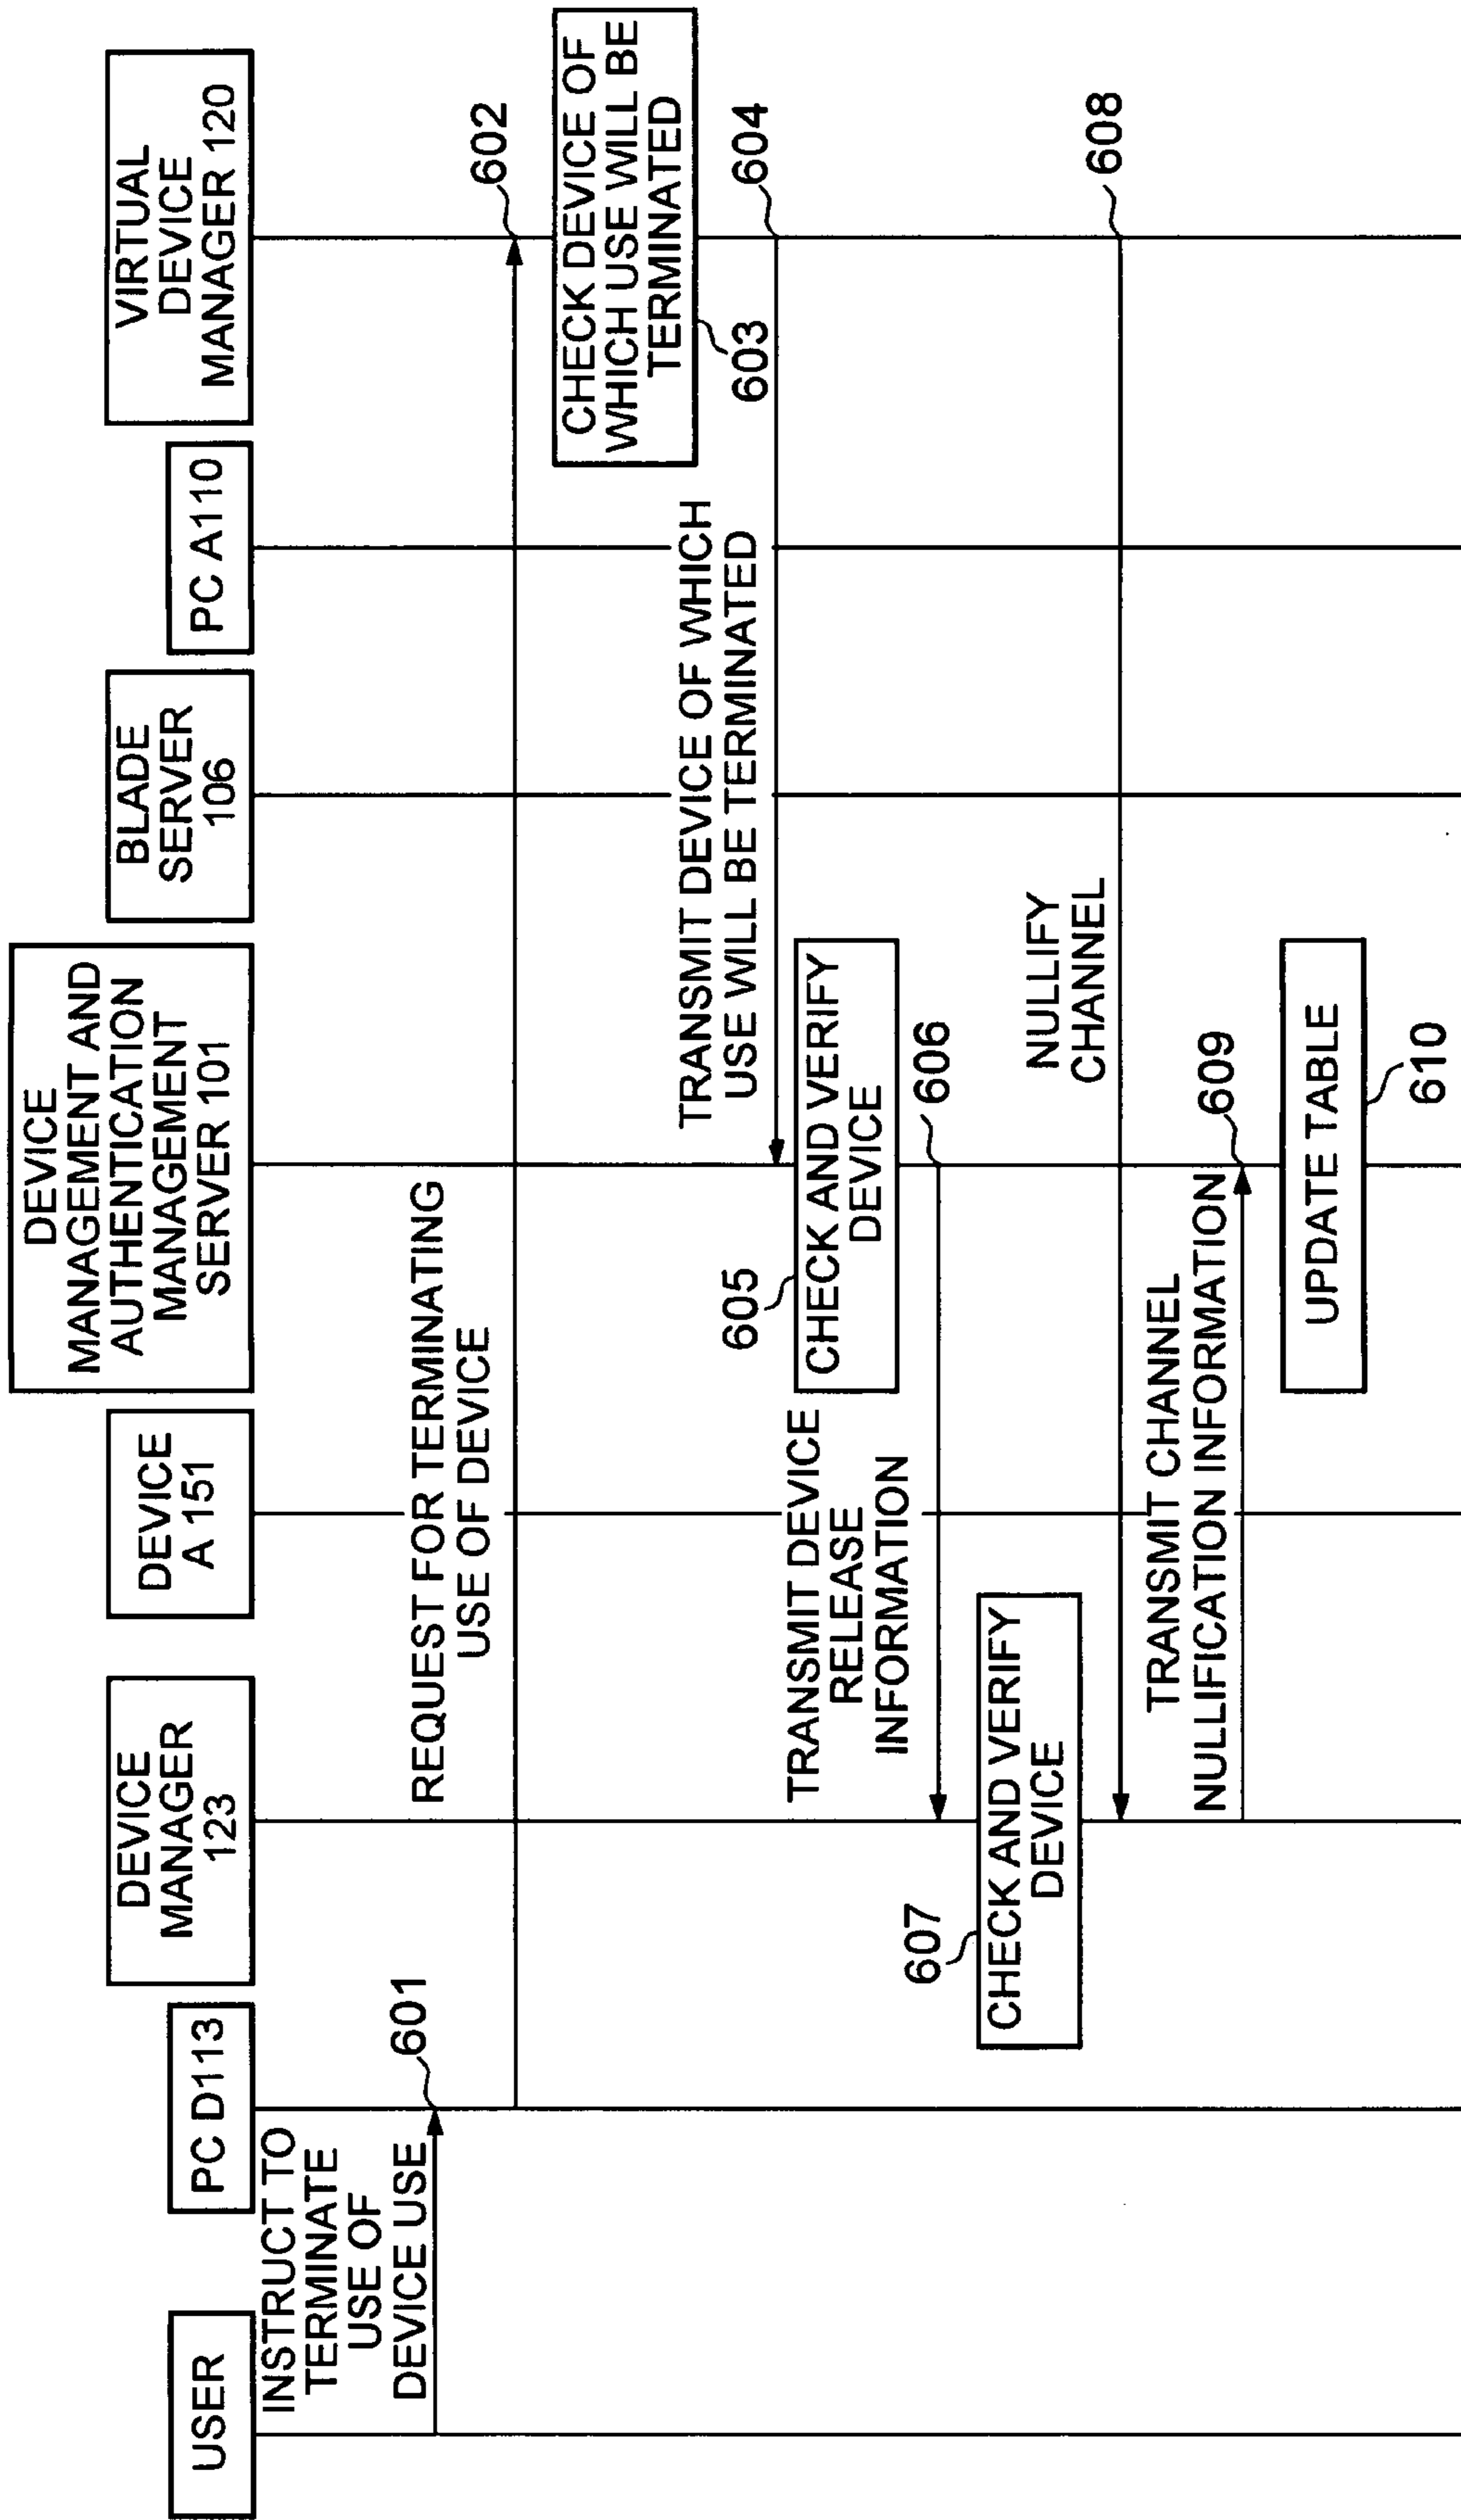 USER
PC D113
DEVICE
MANAGER
123
DEVICE
A 151
DEVICE
MANAGEMENT AND
AUTHENTICATION
MANAGEMENT
SERVER 101
BLADE
SERVER
106
PC A110
VIRTUAL
DEVICE
MANAGER 120
INSTRUCT TO
TERMINATE
USE OF
DEVICE USE
601
REQUEST FOR TERMINATING
USE OF DEVICE
602
CHECK DEVICE OF
WHICH USE WILL BE
TERMINATED
603
TRANSMIT DEVICE OF WHICH
USE WILL BE TERMINATED
604
605
CHECK AND VERIFY
DEVICE
TRANSMIT DEVICE
RELEASE
INFORMATION
606
607
CHECK AND VERIFY
DEVICE
NULLIFY
CHANNEL
608
TRANSMIT CHANNEL
NULLIFICATION INFORMATION
609
UPDATE TABLE
610